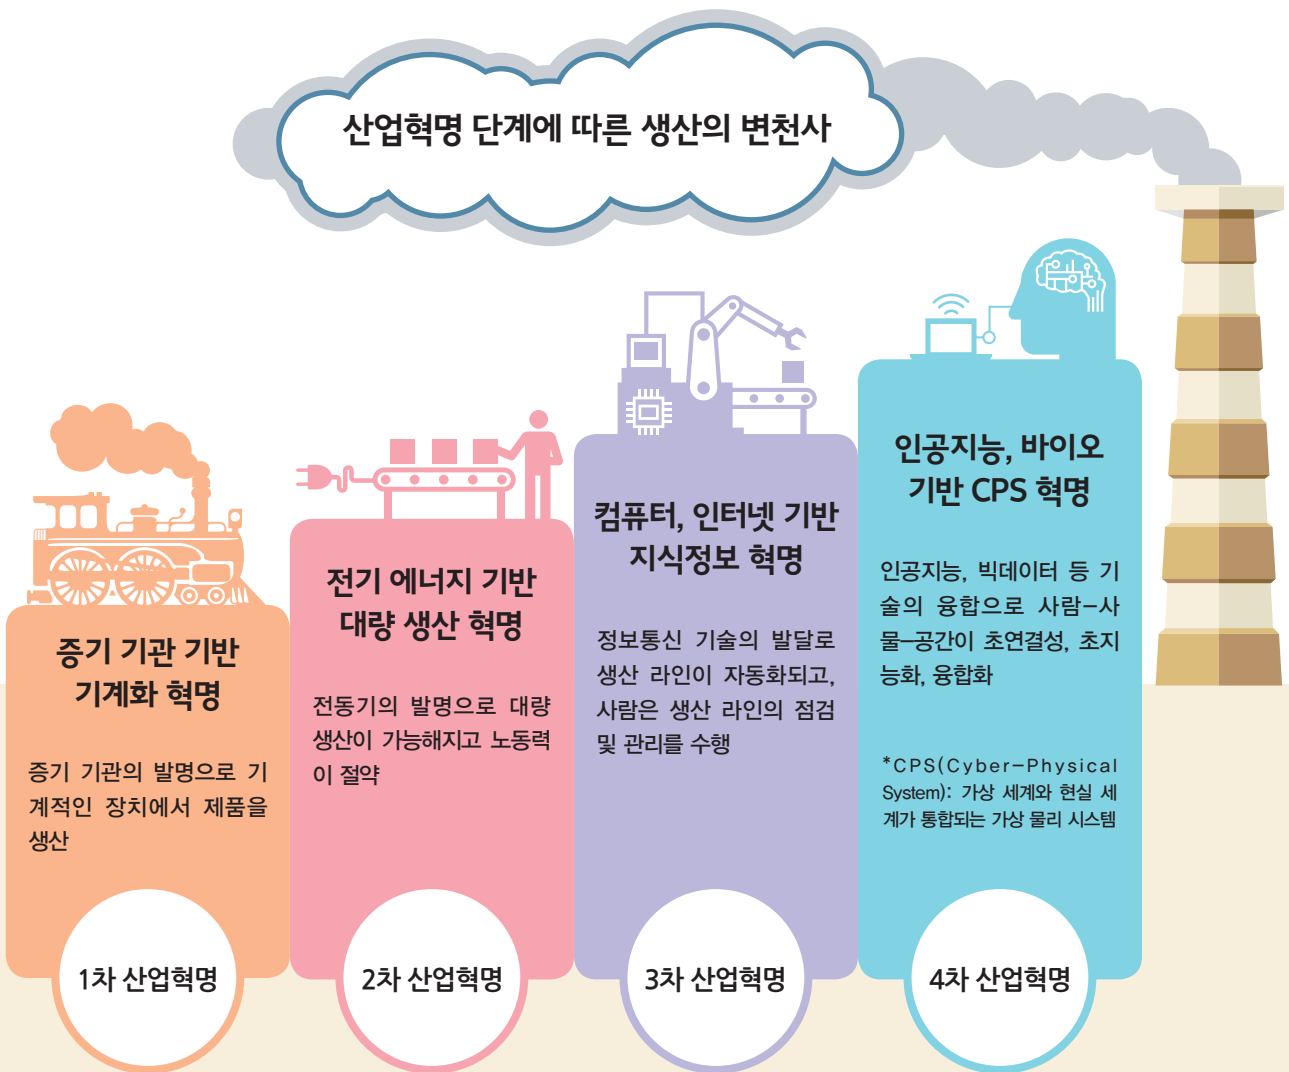 산업혁명 단계에 따른 생산의 변천사
증기 기관 기반
기계화 혁명
증기 기관의 발명으로 기
계적인 장치에서 제품을
생산
1차 산업혁명
전기 에너지 기반
대량 생산 혁명
전동기의 발명으로 대량
생산이 가능해지고 노동력
이 절약
2차 산업혁명
컴퓨터, 인터넷 기반
지식정보 혁명
정보통신 기술의 발달로
생산 라인이 자동화되고,
사람은 생산 라인의 점검
및 관리를 수행
3차 산업혁명
인공지능, 바이오
기반 CPS 혁명
인공지능, 빅데이터 등 기
술의 융합으로 사람-사
물-공간이 초연결성, 초지
능화, 융합화
*CPS(Cyber-Physical
System): 가상 세계와 현실 세
계가 통합되는 가상 물리 시스템
4차 산업혁명